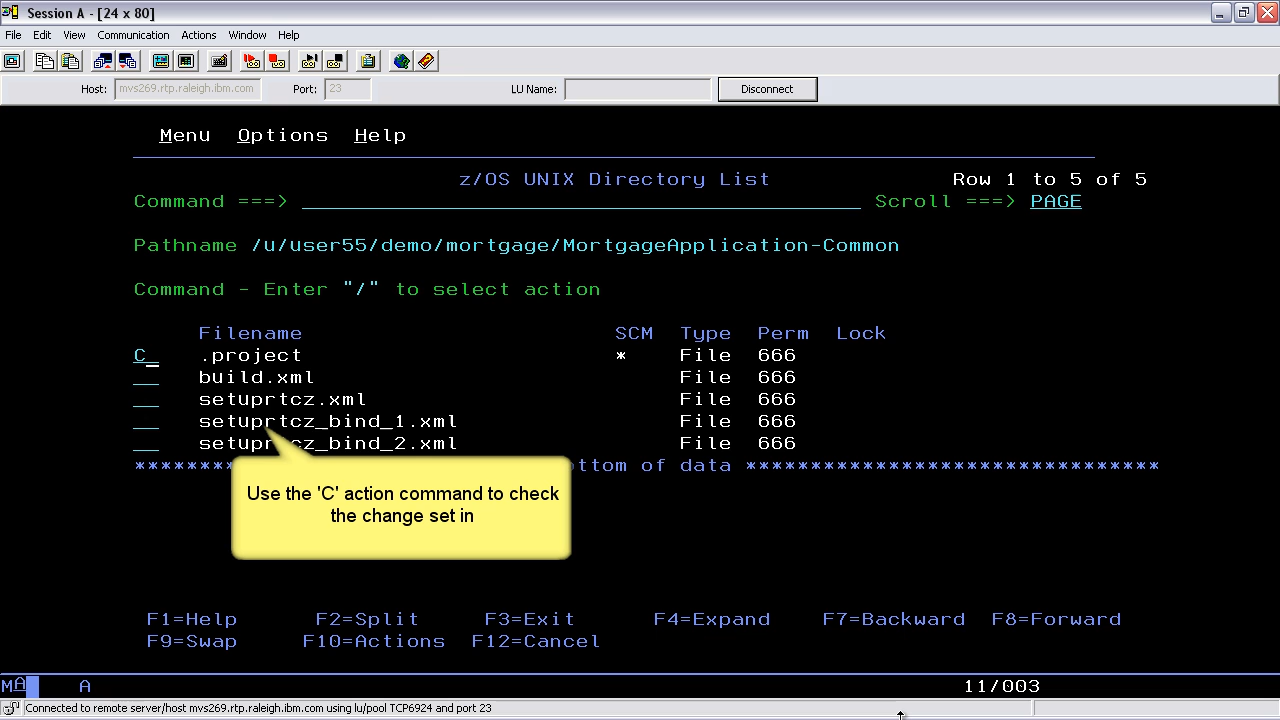 Session A - [24 x 80]
File Edit View Communication Actions Window Help
Host: mvs269.rtp.raleigh.ibm.com Port: 23 LU Name: Disconnect
Menu Options Help
z/OS UNIX Directory List Row 1 to 5 of 5
Command ===> Scroll ===> PAGE
Pathname /u/user55/demo/mortgage/MortgageApplication-Common
Command - Enter "/" to select action
Filename SCM Type Perm Lock
C_ .project * File 666
__ build.xml File 666
__ setuprtcz.xml File 666
__ setuprtcz_bind_1.xml File 666
__ setuprtcz_bind_2.xml File 666
******* ttom of data ********************************
Use the 'C' action command to check
the change set in
F1=Help F2=Split F3=Exit F4=Expand F7=Backward F8=Forward
F9=Swap F10=Actions F12=Cancel
MA A 11/003
Connected to remote server/host mvs269.rtp.raleigh.ibm.com using lu/pool TCP6924 and port 23